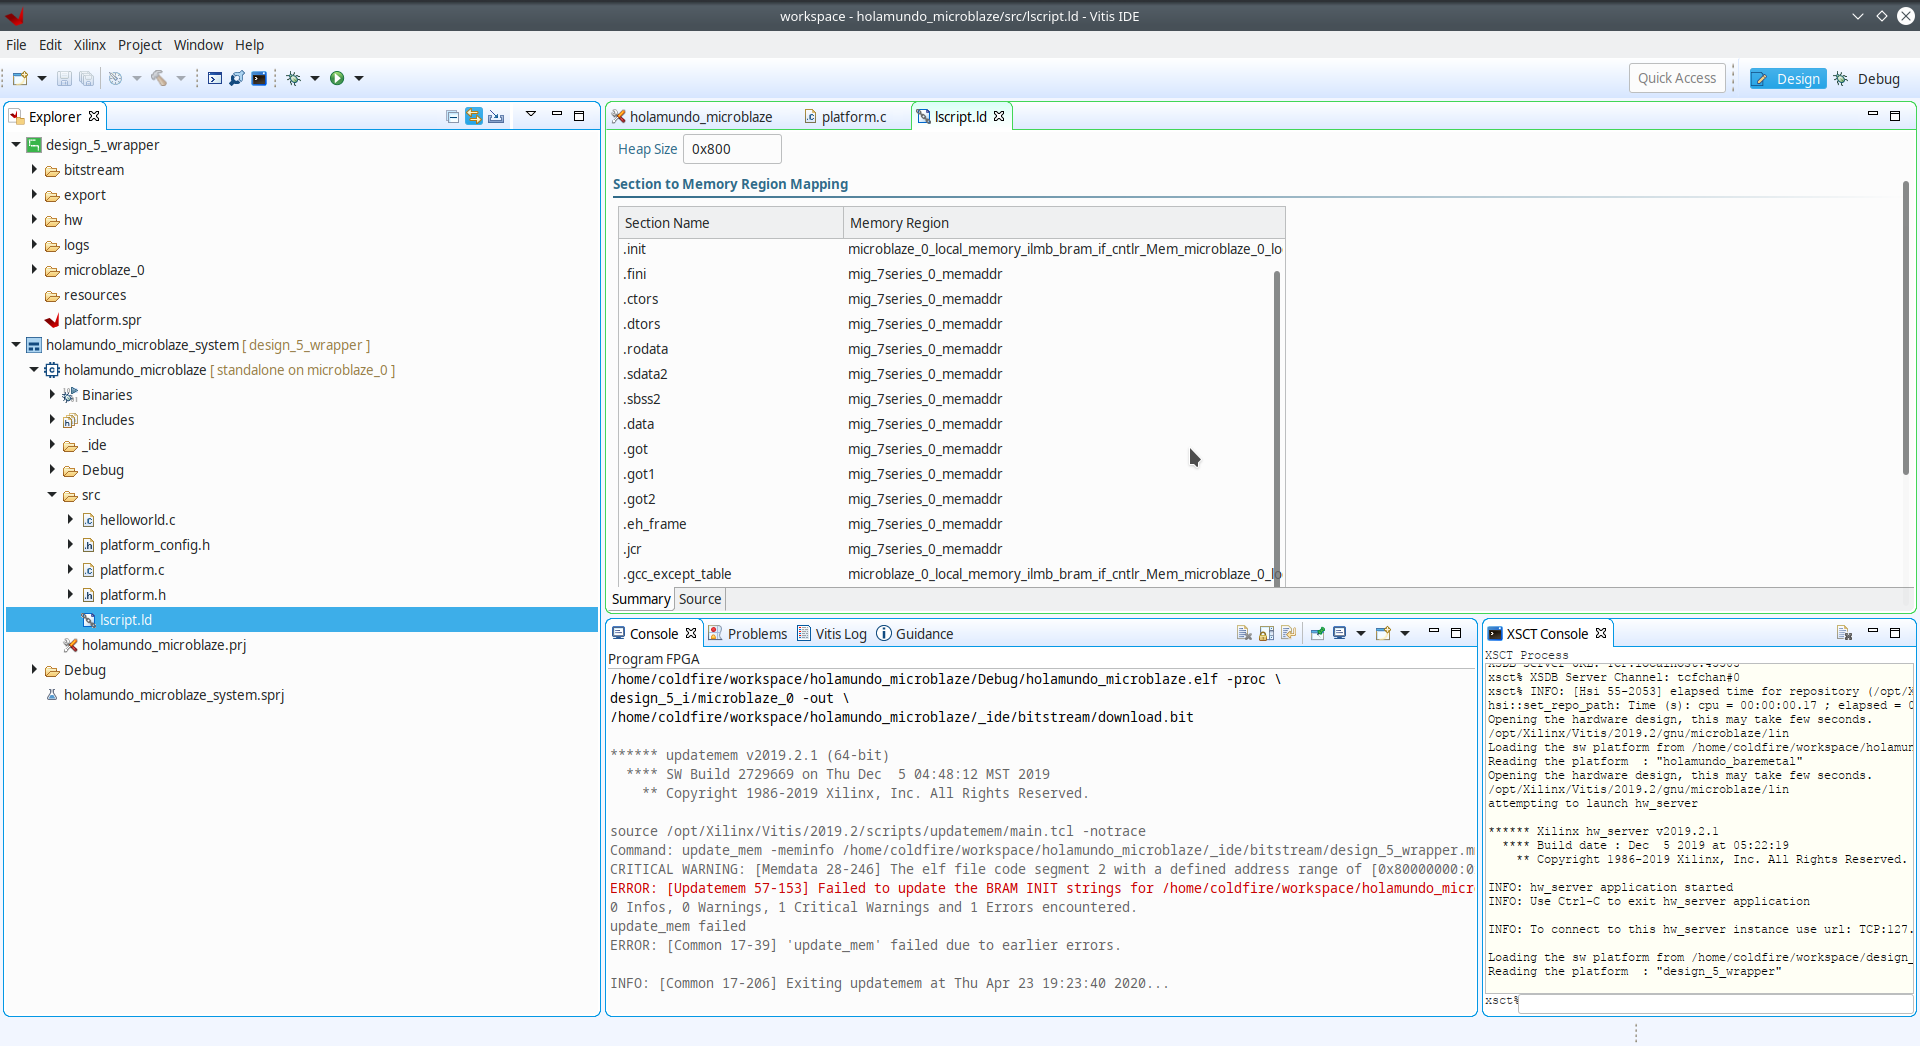 workspace - holamundo_microblaze/src/lscript.ld - Vitis IDE
File Edit Xilinx Project Window Help
Quick Access Design Debug
Explorer
design_5_wrapper
bitstream
export
hw
logs
microblaze_0
resources
platform.spr
holamundo_microblaze_system [ design_5_wrapper ]
holamundo_microblaze [ standalone on microblaze_0 ]
Binaries
Includes
_ide
Debug
src
helloworld.c
platform_config.h
platform.c
platform.h
lscript.ld
holamundo_microblaze.prj
Debug
holamundo_microblaze_system.sprj
holamundo_microblaze platform.c lscript.ld
Heap Size 0x800
Section to Memory Region Mapping
Section Name Memory Region
.init microblaze_0_local_memory_ilmb_bram_if_cntlr_Mem_microblaze_0_lo
.fini mig_7series_0_memaddr
.ctors mig_7series_0_memaddr
.dtors mig_7series_0_memaddr
.rodata mig_7series_0_memaddr
.sdata2 mig_7series_0_memaddr
.sbss2 mig_7series_0_memaddr
.data mig_7series_0_memaddr
.got mig_7series_0_memaddr
.got1 mig_7series_0_memaddr
.got2 mig_7series_0_memaddr
.eh_frame mig_7series_0_memaddr
.jcr mig_7series_0_memaddr
.gcc_except_table microblaze_0_local_memory_ilmb_bram_if_cntlr_Mem_microblaze_0_lo
Summary Source
Console Problems Vitis Log Guidance
Program FPGA
/home/coldfire/workspace/holamundo_microblaze/Debug/holamundo_microblaze.elf -proc \
design_5_i/microblaze_0 -out \
/home/coldfire/workspace/holamundo_microblaze/_ide/bitstream/download.bit
****** updatemem v2019.2.1 (64-bit)
**** SW Build 2729669 on Thu Dec 5 04:48:12 MST 2019
** Copyright 1986-2019 Xilinx, Inc. All Rights Reserved.
source /opt/Xilinx/Vitis/2019.2/scripts/updatemem/main.tcl -notrace
Command: update_mem -meminfo /home/coldfire/workspace/holamundo_microblaze/_ide/bitstream/design_5_wrapper.m
CRITICAL WARNING: [Memdata 28-246] The elf file code segment 2 with a defined address range of [0x80000000:0
ERROR: [Updatemem 57-153] Failed to update the BRAM INIT strings for /home/coldfire/workspace/holamundo_micr
0 Infos, 0 Warnings, 1 Critical Warnings and 1 Errors encountered.
update_mem failed
ERROR: [Common 17-39] 'update_mem' failed due to earlier errors.
INFO: [Common 17-206] Exiting updatemem at Thu Apr 23 19:23:40 2020...
XSCT Console
XSCT Process
xsct% XSDB Server Channel: tcfchan#0
xsct% INFO: [Hsi 55-2053] elapsed time for repository (/opt/X
hsi::set_repo_path: Time (s): cpu = 00:00:00.17 ; elapsed = 0
Opening the hardware design, this may take few seconds.
/opt/Xilinx/Vitis/2019.2/gnu/microblaze/lin
Loading the sw platform from /home/coldfire/workspace/holamun
Reading the platform : "holamundo_baremetal"
Opening the hardware design, this may take few seconds.
/opt/Xilinx/Vitis/2019.2/gnu/microblaze/lin
attempting to launch hw_server
****** Xilinx hw_server v2019.2.1
**** Build date : Dec 5 2019 at 05:22:19
** Copyright 1986-2019 Xilinx, Inc. All Rights Reserved.
INFO: hw_server application started
INFO: Use Ctrl-C to exit hw_server application
INFO: To connect to this hw_server instance use url: TCP:127.
Loading the sw platform from /home/coldfire/workspace/design_
Reading the platform : "design_5_wrapper"
xsct%